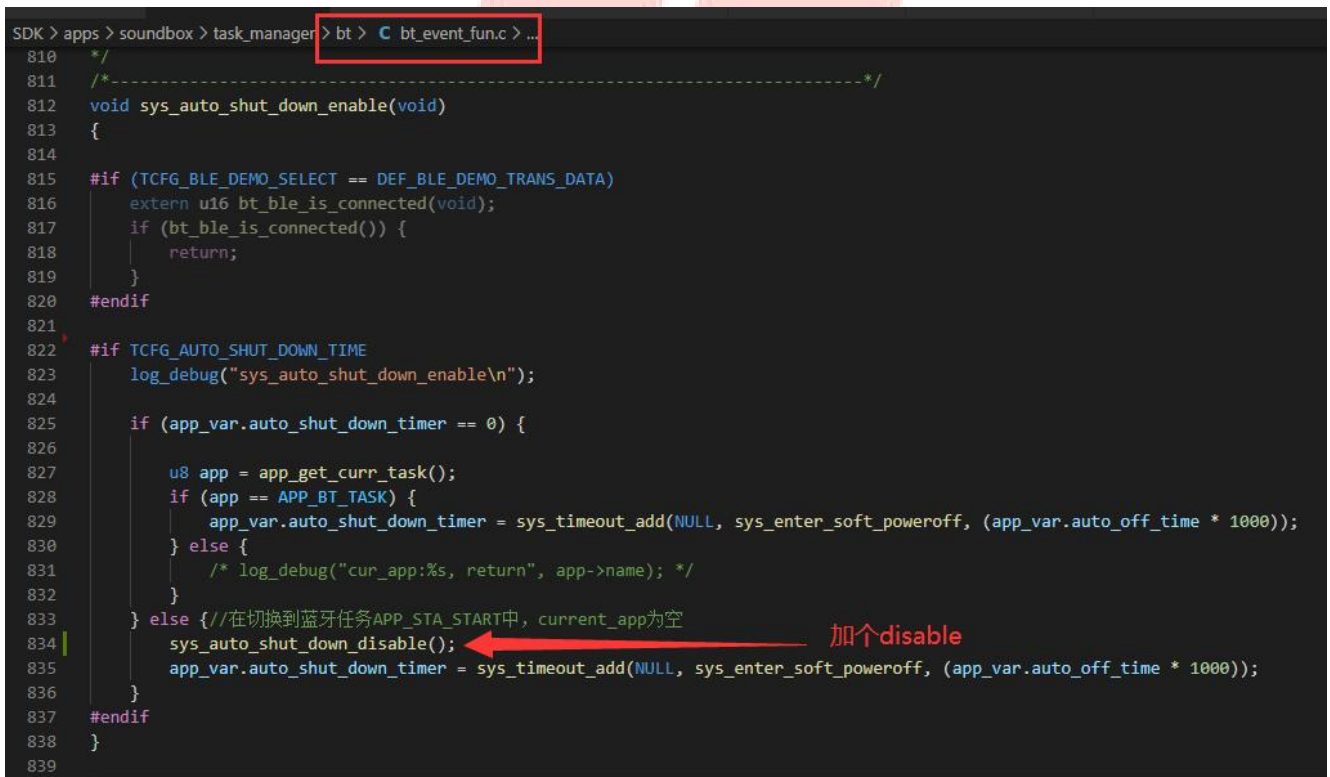 SDK > apps > soundbox > task_manager > bt > C bt_event_fun.c > ...
810 */
811 /*---------------------------------------------------------------------------*/
812 void sys_auto_shut_down_enable(void)
813 {
814
815 #if (TCFG_BLE_DEMO_SELECT == DEF_BLE_DEMO_TRANS_DATA)
816     extern u16 bt_ble_is_connected(void);
817     if (bt_ble_is_connected()) {
818         return;
819     }
820 #endif
821
822 #if TCFG_AUTO_SHUT_DOWN_TIME
823     log_debug("sys_auto_shut_down_enable\n");
824
825     if (app_var.auto_shut_down_timer == 0) {
826
827         u8 app = app_get_curr_task();
828         if (app == APP_BT_TASK) {
829             app_var.auto_shut_down_timer = sys_timeout_add(NULL, sys_enter_soft_poweroff, (app_var.auto_off_time * 1000));
830         } else {
831             /* log_debug("cur_app:%s, return", app->name); */
832         }
833     } else {//在切换到蓝牙任务APP_STA_START中，current_app为空
834         sys_auto_shut_down_disable(); 加个disable
835         app_var.auto_shut_down_timer = sys_timeout_add(NULL, sys_enter_soft_poweroff, (app_var.auto_off_time * 1000));
836     }
837 #endif
838 }
839